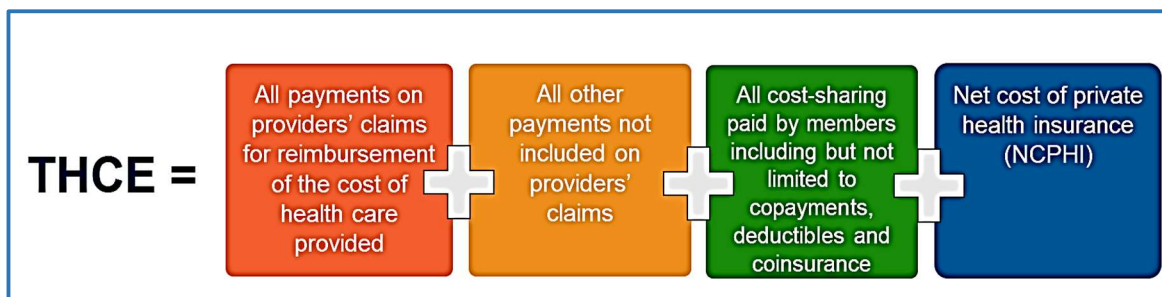 THCE =
All payments on
providers' claims
for reimbursement
of the cost of
health care
provided
All other
payments not
included on
providers'
claims
All cost-sharing
paid by members
including but not
limited to
copayments,
deductibles and
coinsurance
Net cost of private
health insurance
(NCPHI)